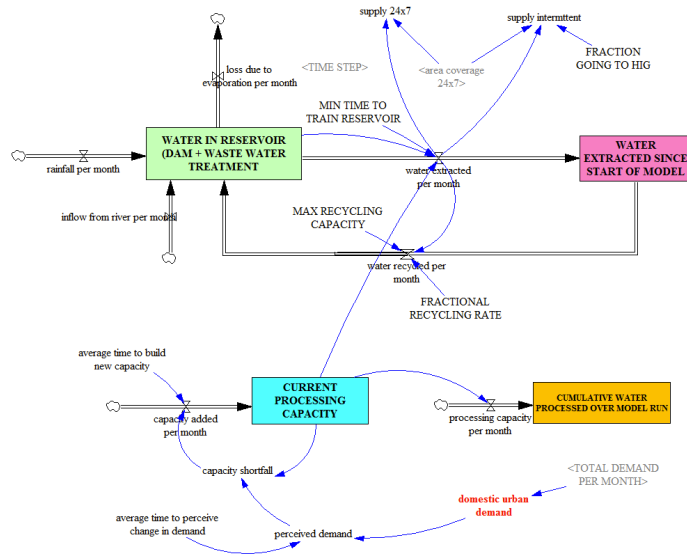 supply 24x7
supply intermttent
loss due to
evaporation per month
<TIME STEP>
<area coverage
24x7>
FRACTION
GOING TO HIG
MIN TIME TO
TRAIN RESERVOIR
WATER IN RESERVOIR
(DAM + WASTE WATER
TREATMENT
WATER
EXTRACTED SINCE
START OF MODEL
rainfall per month
water extracted
per month
inflow from river per month
MAX RECYCLING
CAPACITY
water recycled per
month
FRACTIONAL
RECYCLING RATE
average time to build
new capacity
CURRENT
PROCESSING
CAPACITY
CUMULATIVE WATER
PROCESSED OVER MODEL RUN
capacity added
per month
processing capacity
per month
capacity shortfall
<TOTAL DEMAND
PER MONTH>
domestic urban
demand
average time to perceive
change in demand
perceived demand